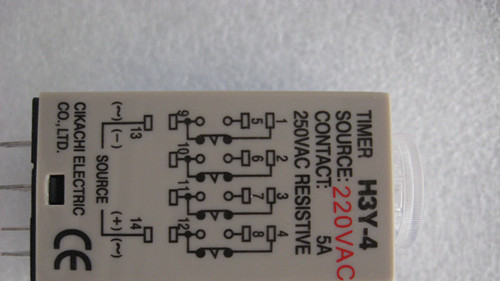 TIMER H3Y-4
SOURCE: 220VAC
CONTACT: 5A
250VAC RESISTIVE
1 2 3 4
5 6 7 8
9 10 11 12
13 14
(~) (-) SOURCE (+) (~)
CIKACHI ELECTRIC
CO.,LTD.
CE